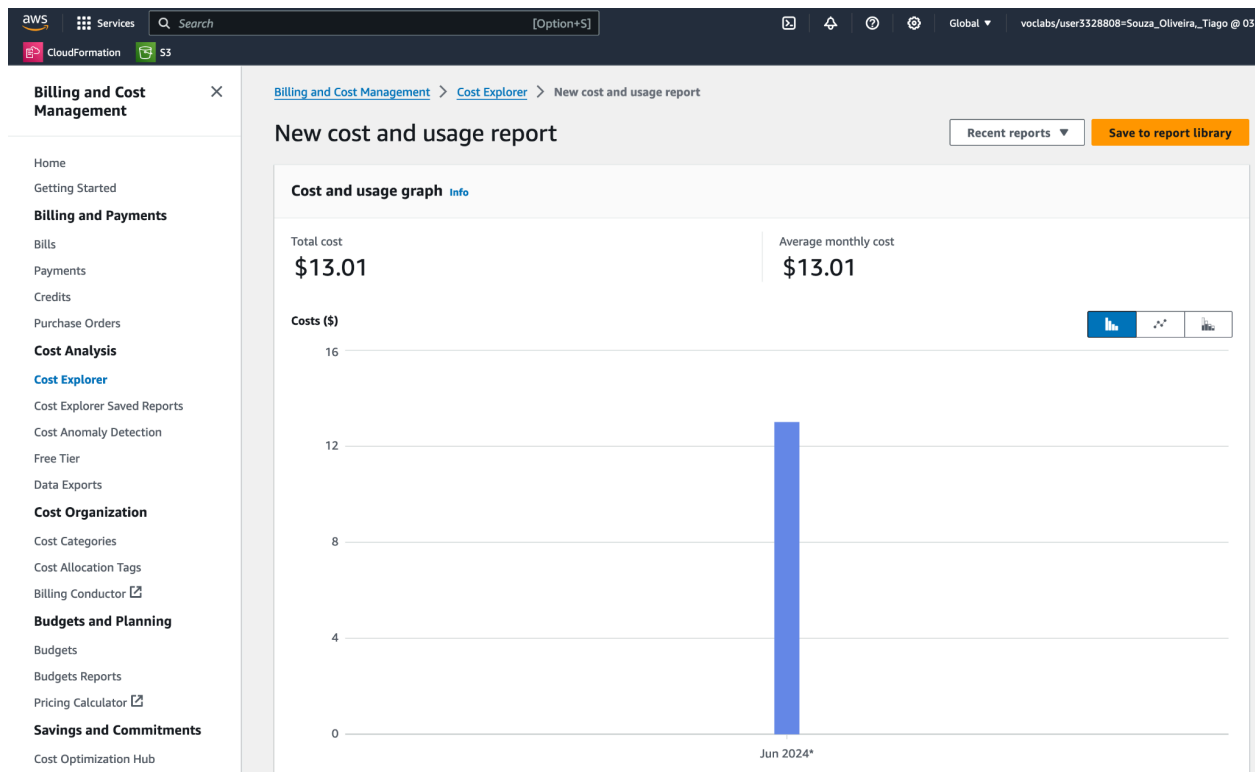 aws
Services
Search
[Option+S]
Global
voclabs/user3328808=Souza_Oliveira,_Tiago @ 03
CloudFormation
S3
Billing and Cost
Management
Home
Getting Started
Billing and Payments
Bills
Payments
Credits
Purchase Orders
Cost Analysis
Cost Explorer
Cost Explorer Saved Reports
Cost Anomaly Detection
Free Tier
Data Exports
Cost Organization
Cost Categories
Cost Allocation Tags
Billing Conductor
Budgets and Planning
Budgets
Budgets Reports
Pricing Calculator
Savings and Commitments
Cost Optimization Hub
Billing and Cost Management > Cost Explorer > New cost and usage report
New cost and usage report
Recent reports
Save to report library
Cost and usage graph Info
Total cost
$13.01
Average monthly cost
$13.01
Costs ($)
16
12
8
4
0
Jun 2024*